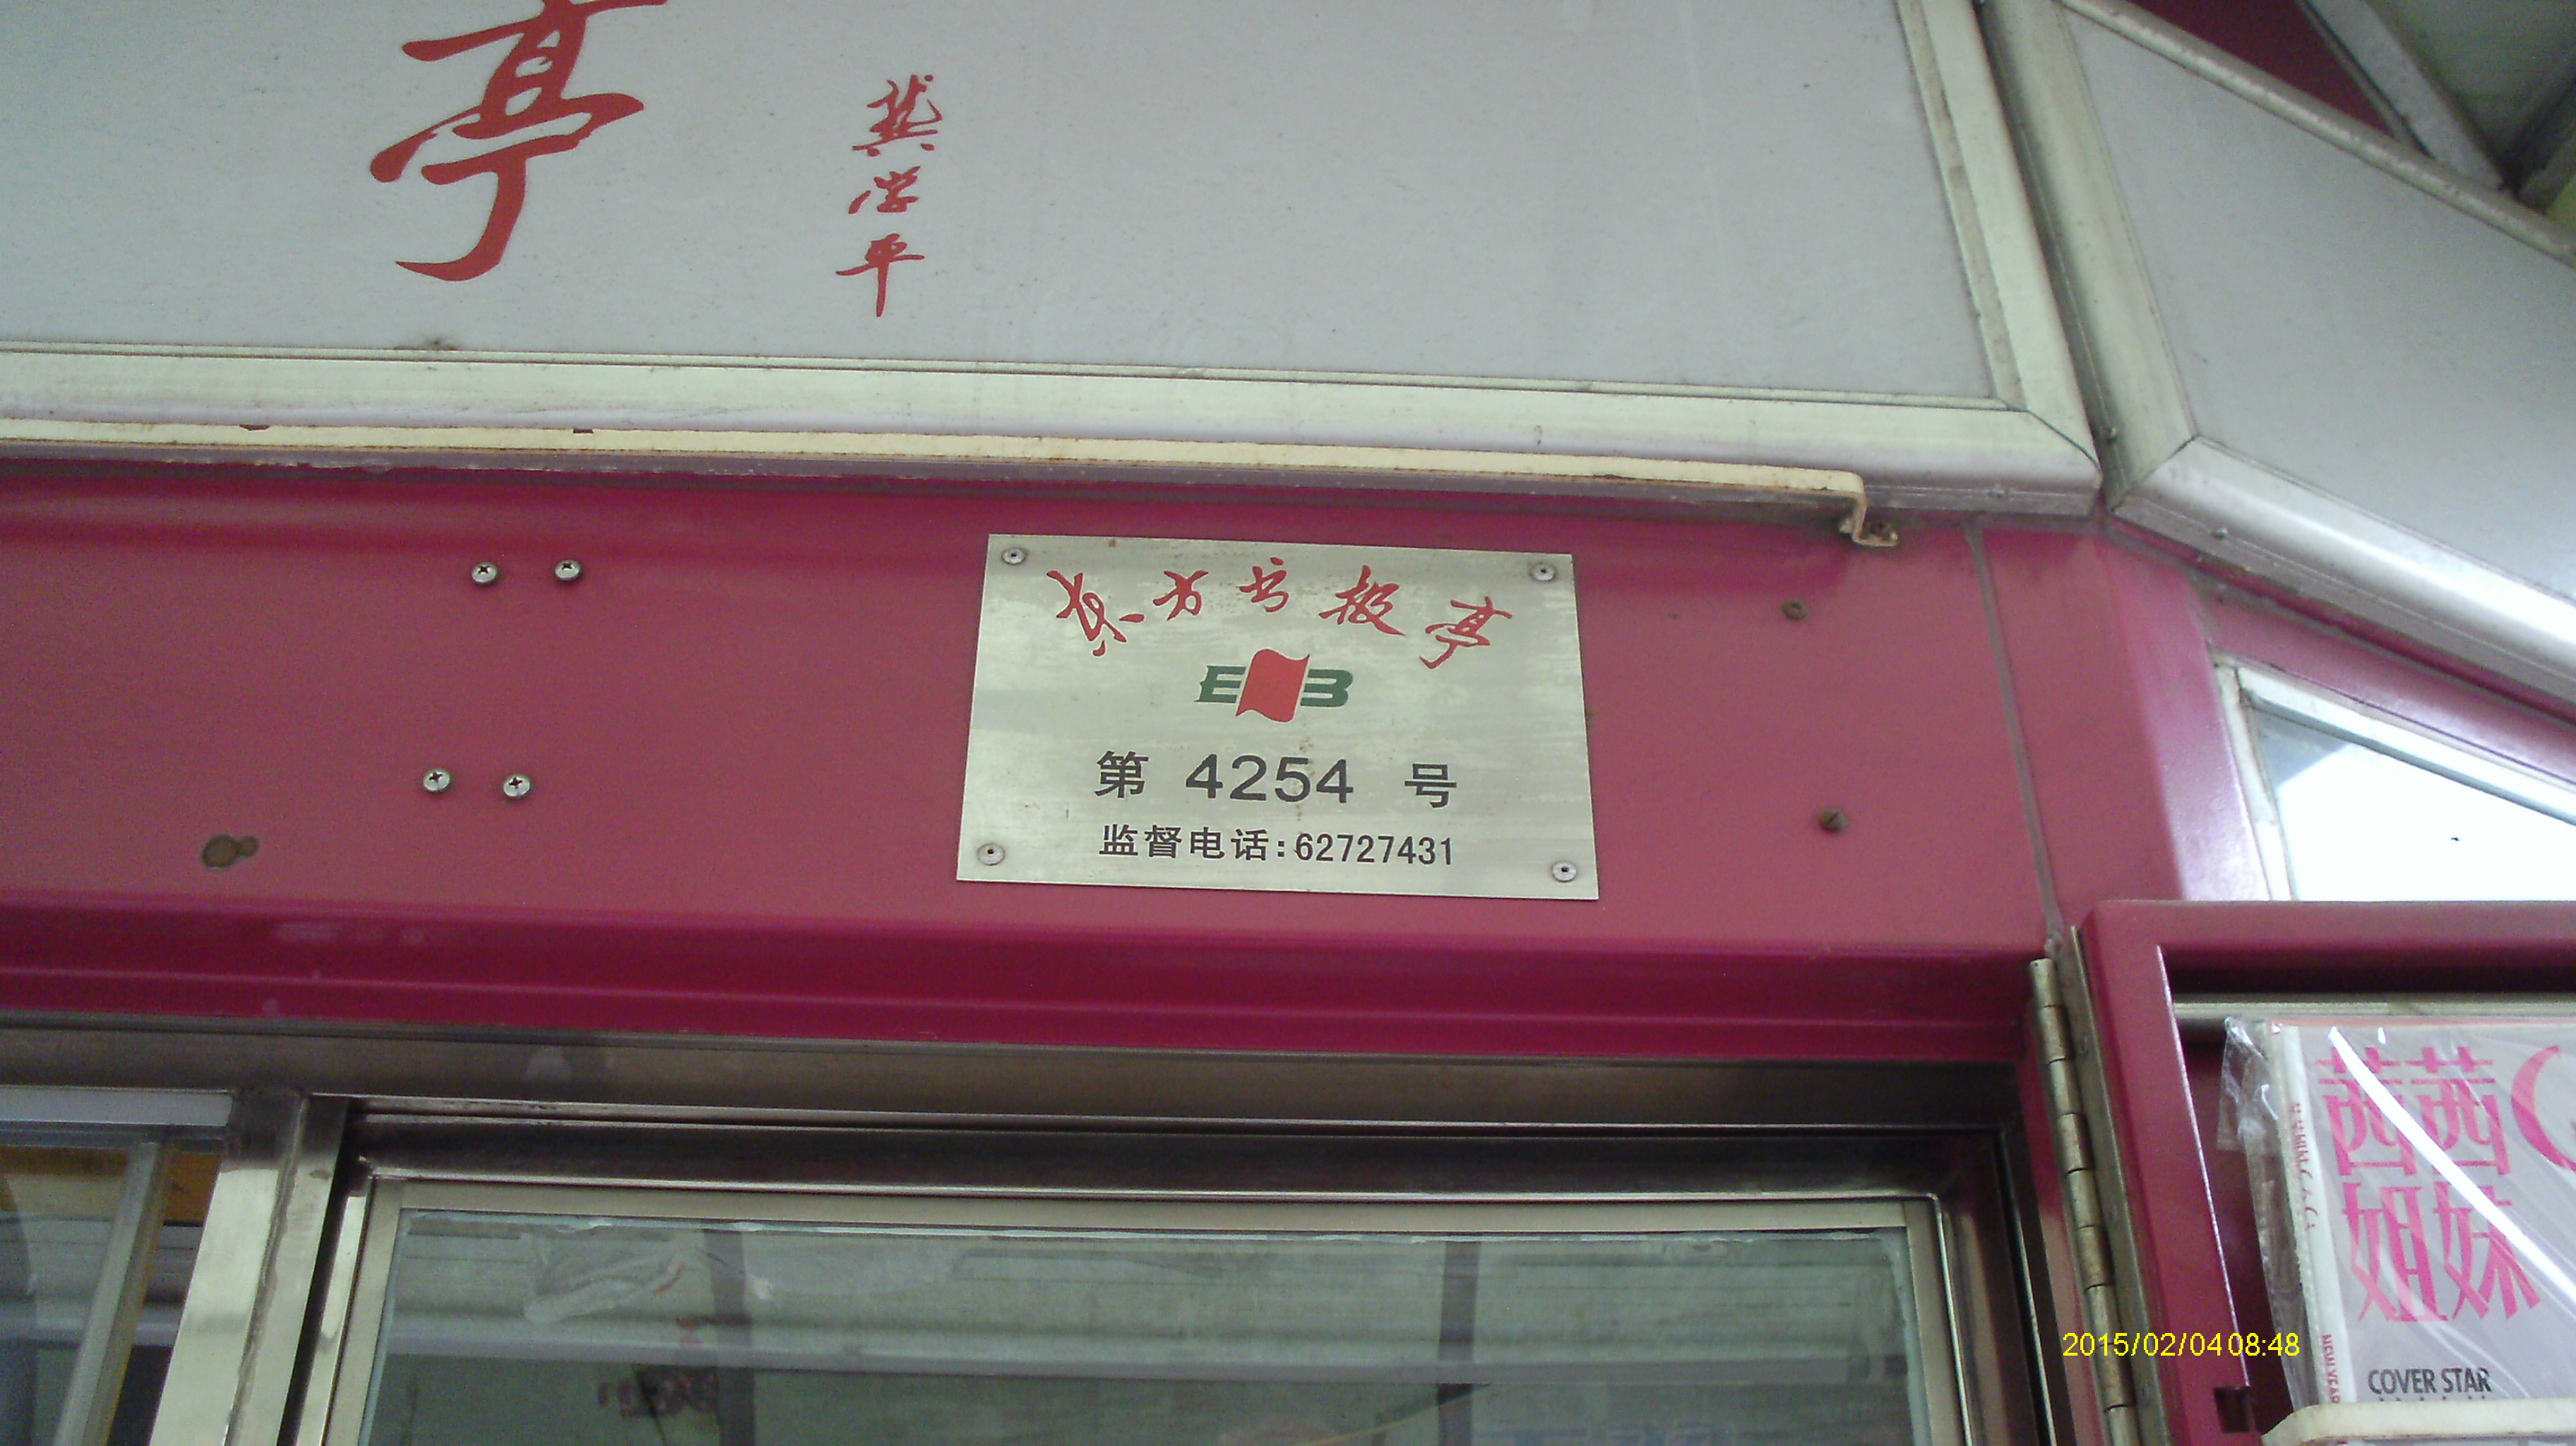 亭
龚学平
东方书报亭
EB
第 4254 号
监督电话:62727431
茜茜
姐妹
COVER STAR
2015/02/04 08:48